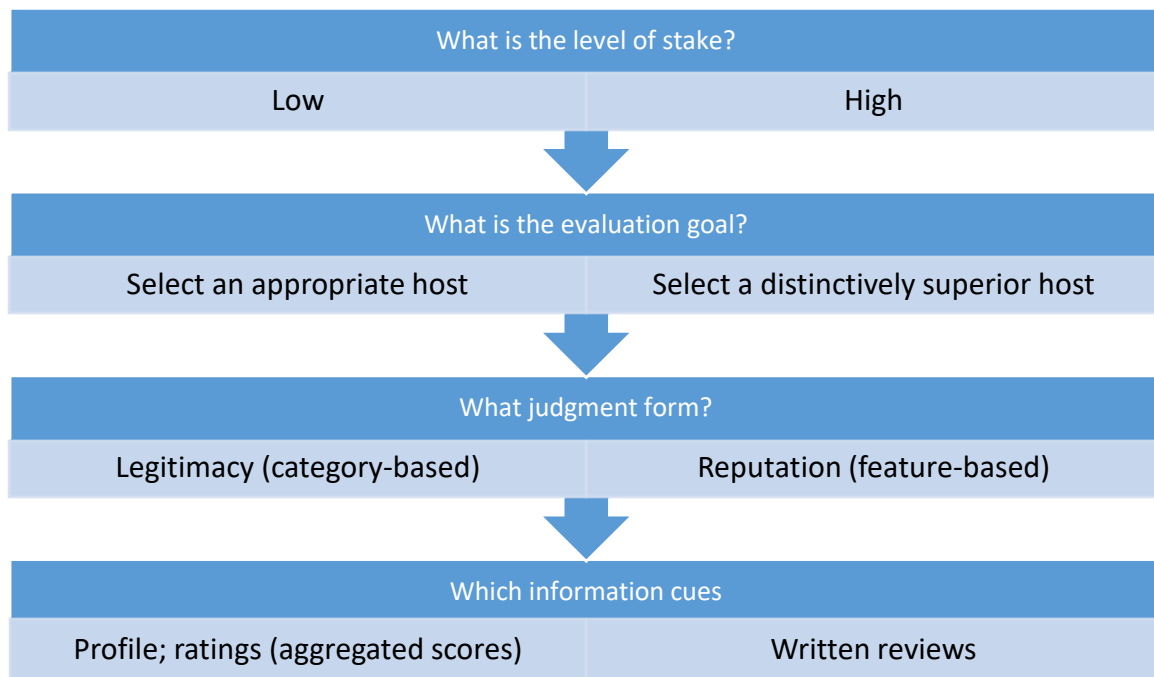 What is the level of stake?
Low High
What is the evaluation goal?
Select an appropriate host Select a distinctively superior host
What judgment form?
Legitimacy (category-based) Reputation (feature-based)
Which information cues
Profile; ratings (aggregated scores) Written reviews